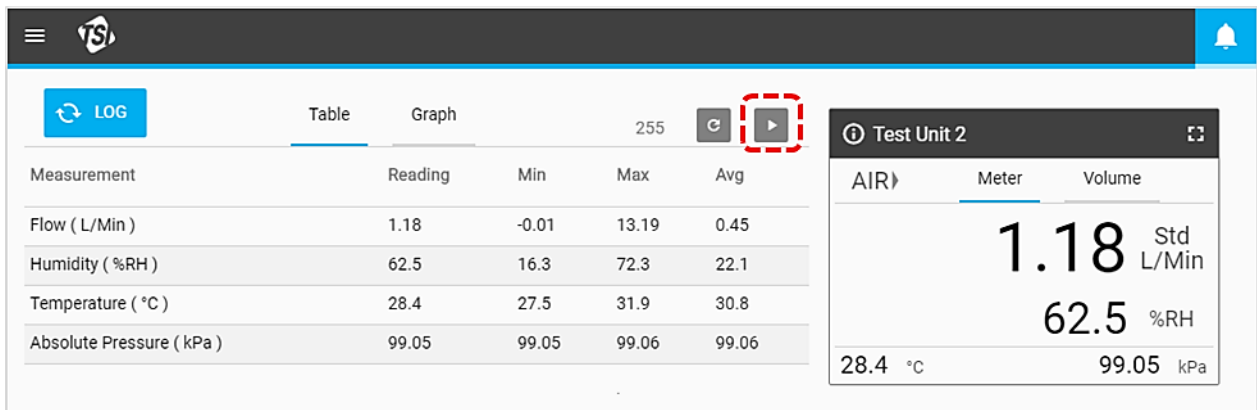 TSI
LOG
Table Graph 255
Measurement Reading Min Max Avg
Flow ( L/Min ) 1.18 -0.01 13.19 0.45
Humidity ( %RH ) 62.5 16.3 72.3 22.1
Temperature ( °C ) 28.4 27.5 31.9 30.8
Absolute Pressure ( kPa ) 99.05 99.05 99.06 99.06
Test Unit 2
AIR Meter Volume
1.18 Std L/Min
62.5 %RH
28.4 °C 99.05 kPa